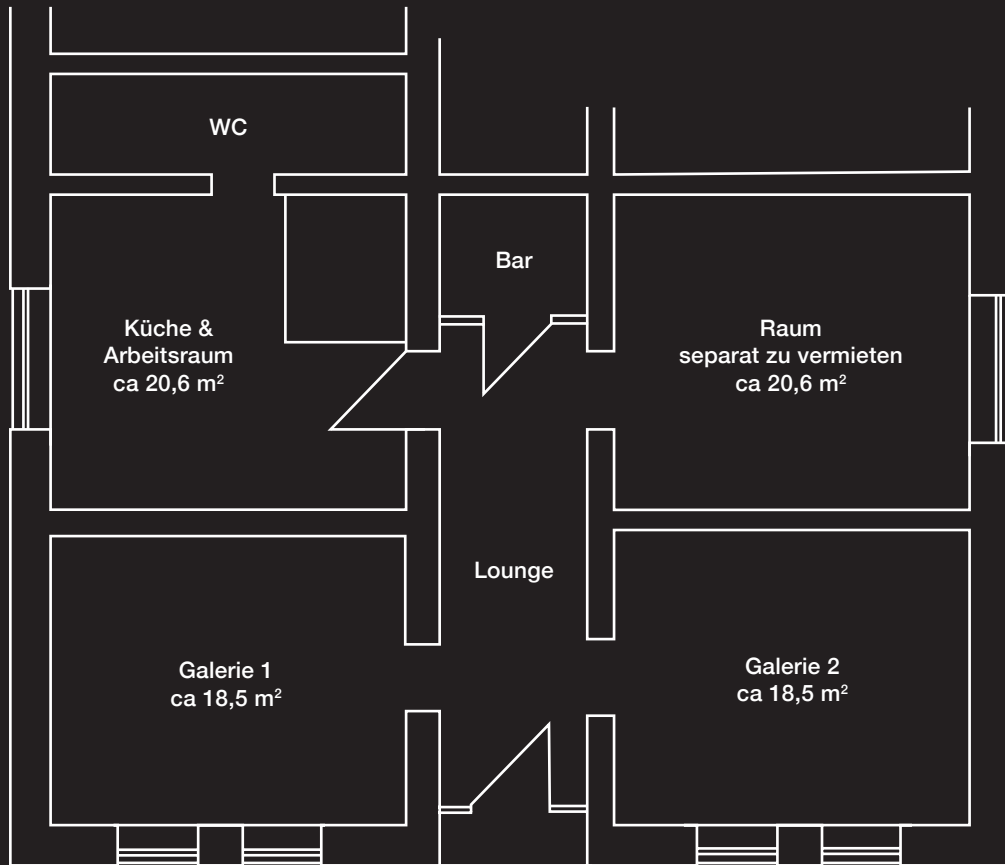 WC
Bar
Küche &
Arbeitsraum
ca 20,6 m²
Raum
separat zu vermieten
ca 20,6 m²
Lounge
Galerie 1
ca 18,5 m²
Galerie 2
ca 18,5 m²